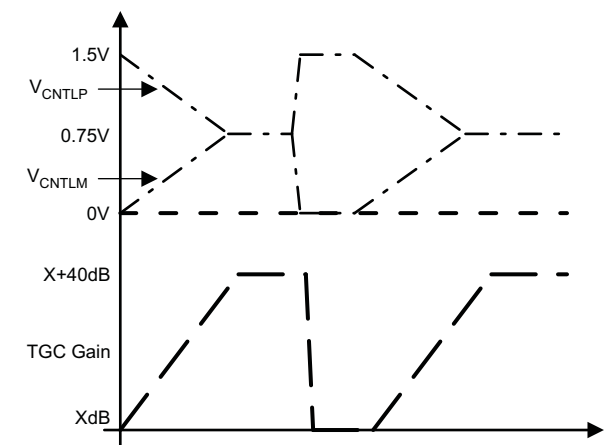 1.5V
VCNTLP
0.75V
VCNTLM
0V
X+40dB
TGC Gain
XdB